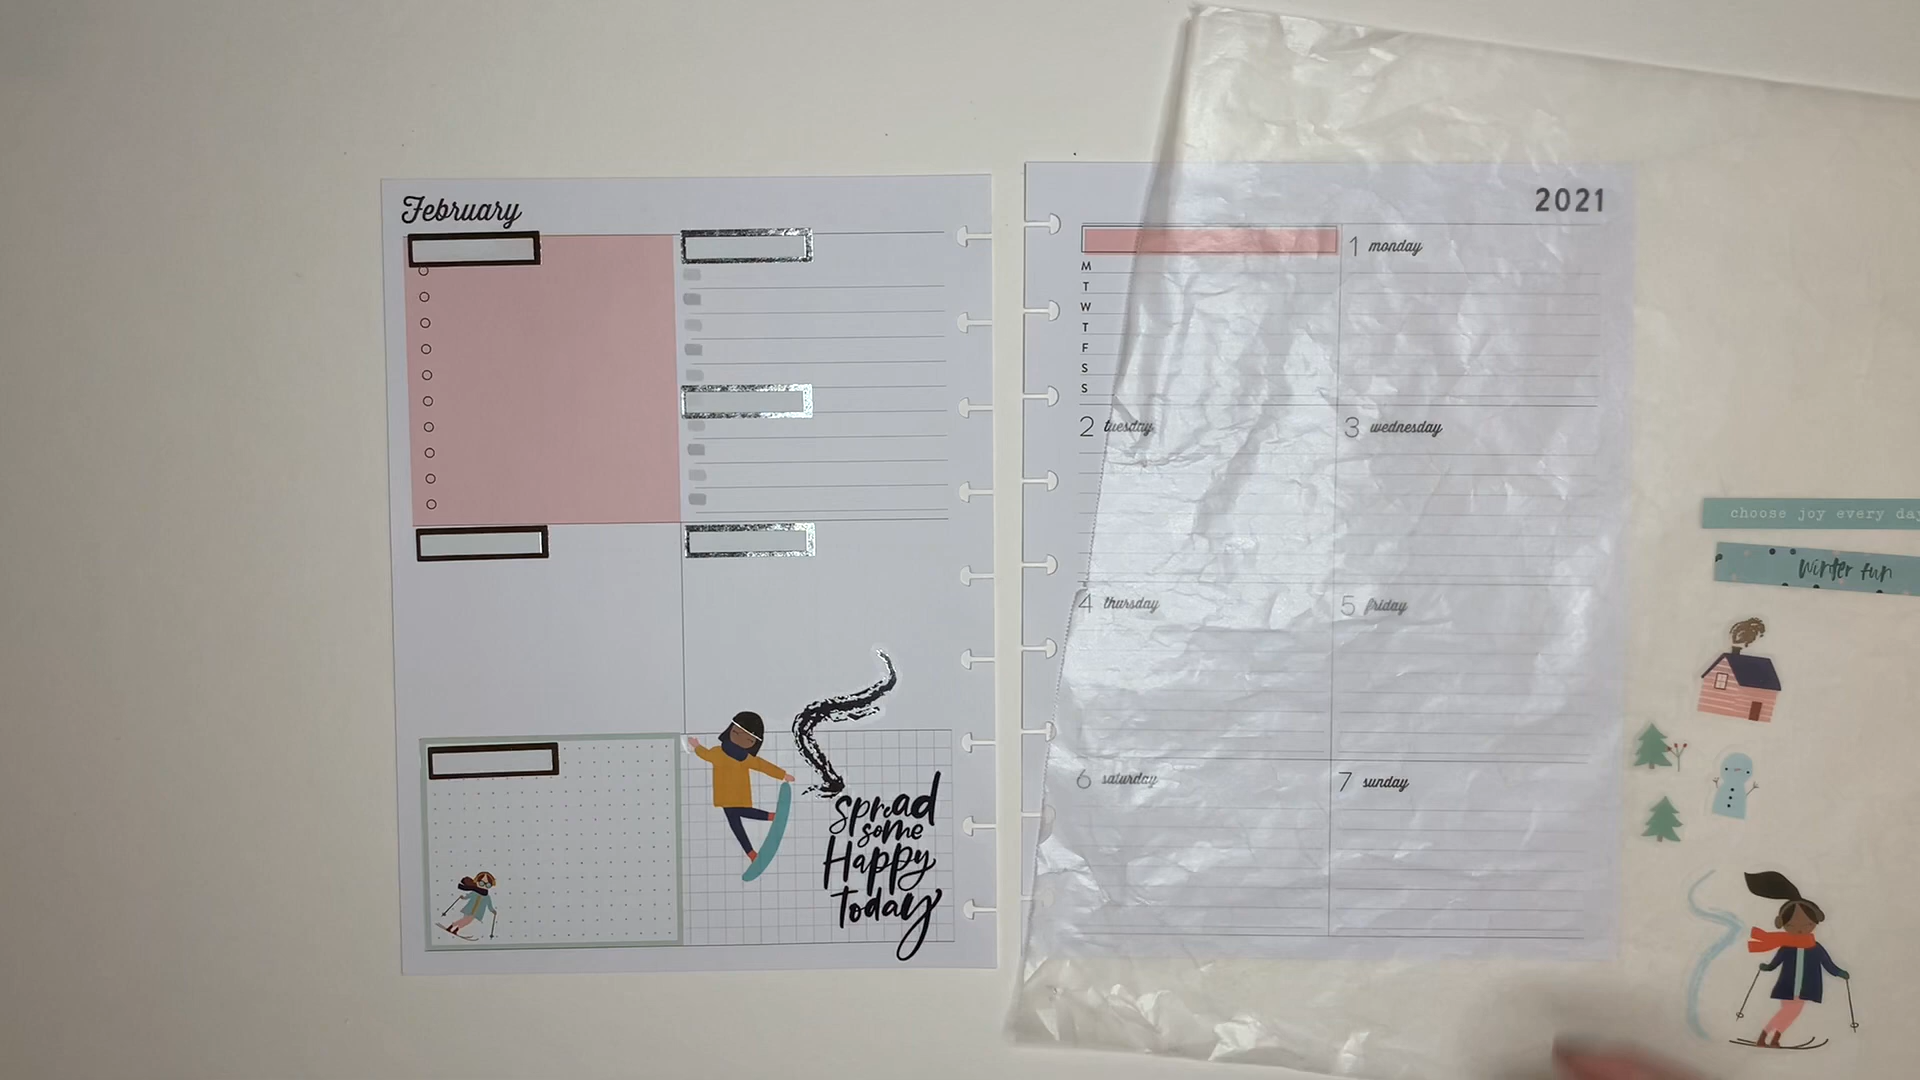 February
spread
some
Happy
today
2021
1 monday
M
T
W
T
F
S
S
2 tuesday
3 wednesday
4 thursday
5 friday
6 saturday
7 sunday
choose joy every day
winter fun